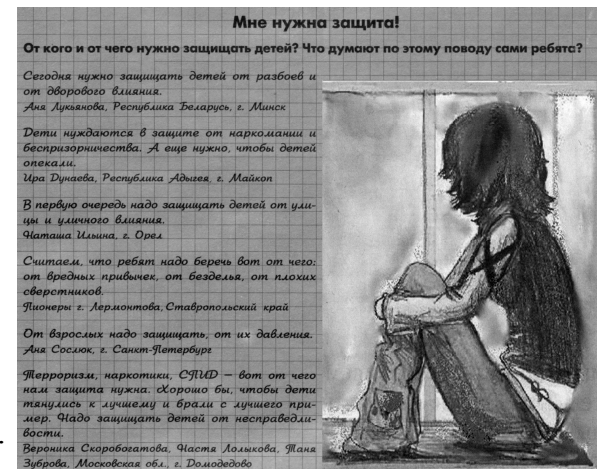 Мне нужна защита!
От кого и от чего нужно защищать детей? Что думают по этому поводу сами ребята?
Сегодня нужно защищать детей от разбоев и
от дворового влияния.
Аня Лукьянова, Республика Беларусь, г. Минск
Дети нуждаются в защите от наркомании и
беспризорничества. А еще нужно, чтобы детей
опекали.
Ира Дунаева, Республика Адыгея, г. Майкоп
В первую очередь надо защищать детей от ули-
цы и уличного влияния.
Наташа Ильина, г. Орел
Считаем, что ребят надо беречь вот от чего:
от вредных привычек, от безделья, от плохих
сверстников.
Пионеры г. Лермонтова, Ставропольский край
От взрослых надо защищать, от их давления.
Аня Сослюк, г. Санкт-Петербург
Терроризм, наркотики, СПИД – вот от чего
нам защита нужна. Хорошо бы, чтобы дети
тянулись к лучшему и брали с лучшего при-
мер. Надо защищать детей от несправедли-
вости.
Вероника Скоробогатова, Настя Лолыкова, Таня
Зуброва, Московская обл., г. Домодедово